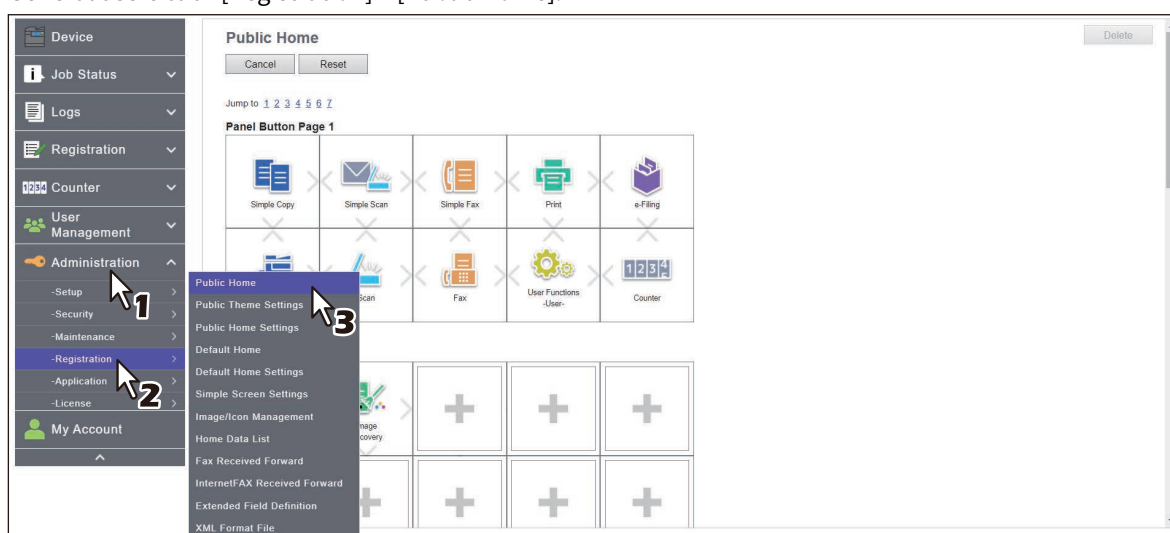 Device
Job Status
Logs
Registration
1234 Counter
User
Management
Administration
-Setup
-Security
-Maintenance
-Registration
-Application
-License
My Account
1
2
Public Home
Public Theme Settings
Public Home Settings
Default Home
Default Home Settings
Simple Screen Settings
Image/Icon Management
Home Data List
Fax Received Forward
InternetFAX Received Forward
Extended Field Definition
XML Format File
3
Public Home
Delete
Cancel
Reset
Jump to 1 2 3 4 5 6 7
Panel Button Page 1
Simple Copy
Simple Scan
Simple Fax
Print
e-Filing
Scan
Fax
User Functions
-User-
1234
Counter
mage
covery